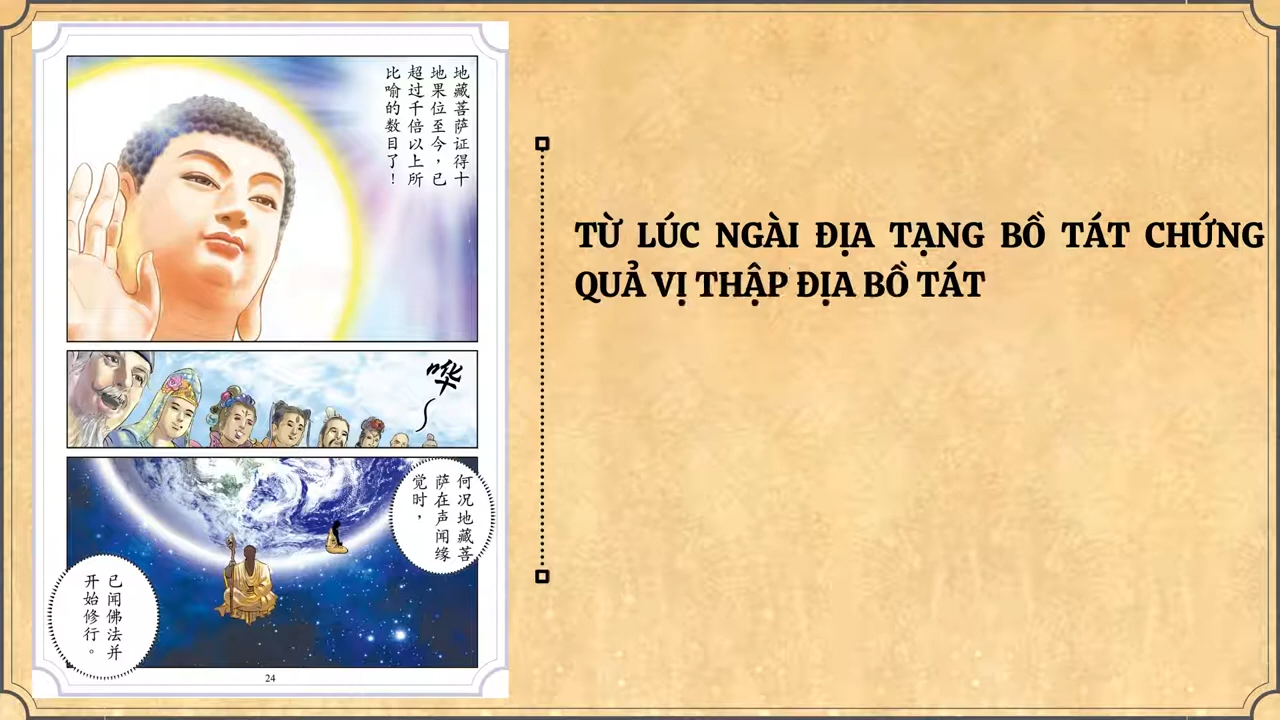 地藏菩萨证得十
地果位至今，已
超过千倍以上所
比喻的数目了！
哗
何况地藏菩
萨在声闻缘
觉时，
已闻佛法并
开始修行。
24
TỪ LÚC NGÀI ĐỊA TẠNG BỒ TÁT CHỨNG
QUẢ VỊ THẬP ĐỊA BỒ TÁT